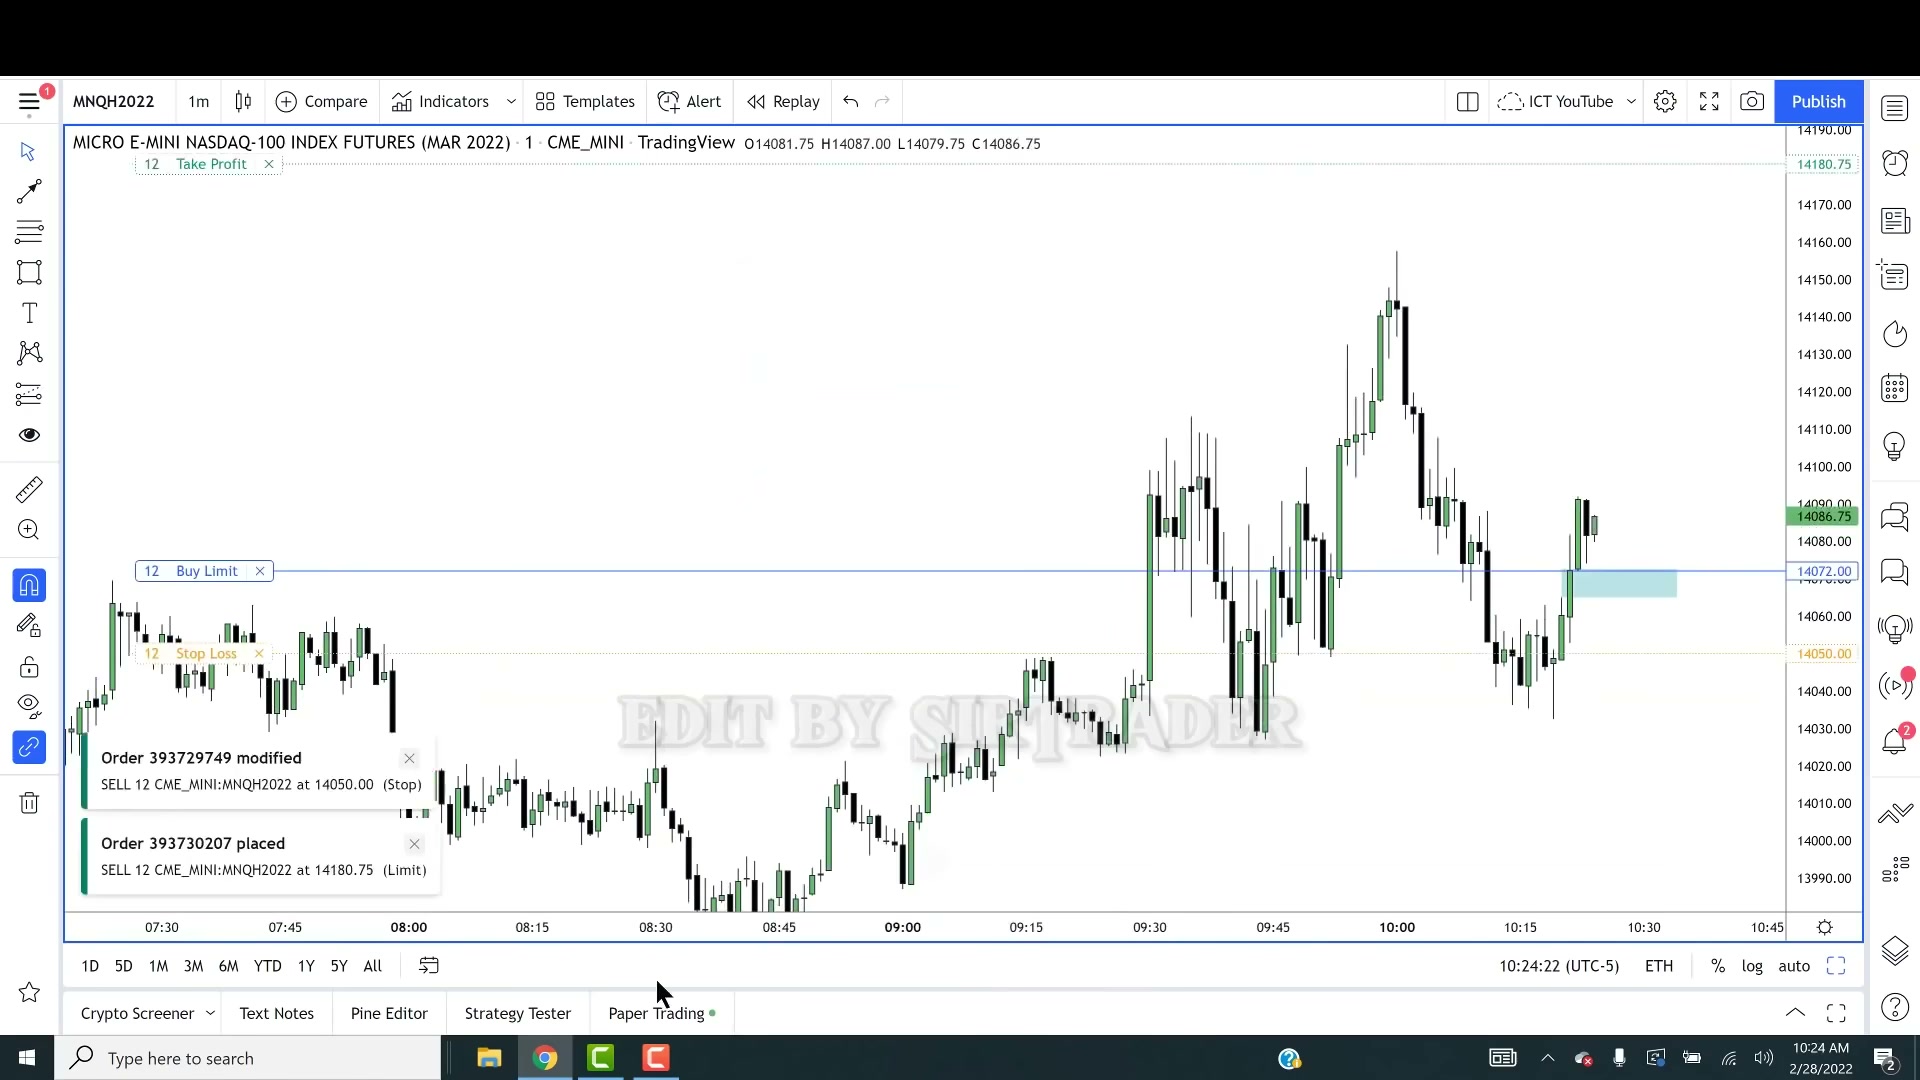 1
MNQH2022
1m
Compare
Indicators
Templates
Alert
Replay
ICT YouTube
Publish
MICRO E-MINI NASDAQ-100 INDEX FUTURES (MAR 2022) · 1 · CME_MINI · TradingView O14081.75 H14087.00 L14079.75 C14086.75
12 Take Profit
12 Buy Limit
12 Stop Loss
14190.00
14180.75
14170.00
14160.00
14150.00
14140.00
14130.00
14120.00
14110.00
14100.00
14090.00
14086.75
14080.00
14072.00
14070.00
14060.00
14050.00
14040.00
14030.00
14020.00
14010.00
14000.00
13990.00
EDIT BY SIFTRADER
Order 393729749 modified
SELL 12 CME_MINI:MNQH2022 at 14050.00 (Stop)
Order 393730207 placed
SELL 12 CME_MINI:MNQH2022 at 14180.75 (Limit)
07:30 07:45 08:00 08:15 08:30 08:45 09:00 09:15 09:30 09:45 10:00 10:15 10:30 10:45
1D 5D 1M 3M 6M YTD 1Y 5Y All
10:24:22 (UTC-5) ETH % log auto
Crypto Screener
Text Notes
Pine Editor
Strategy Tester
Paper Trading
2
Type here to search
10:24 AM
2/28/2022
2